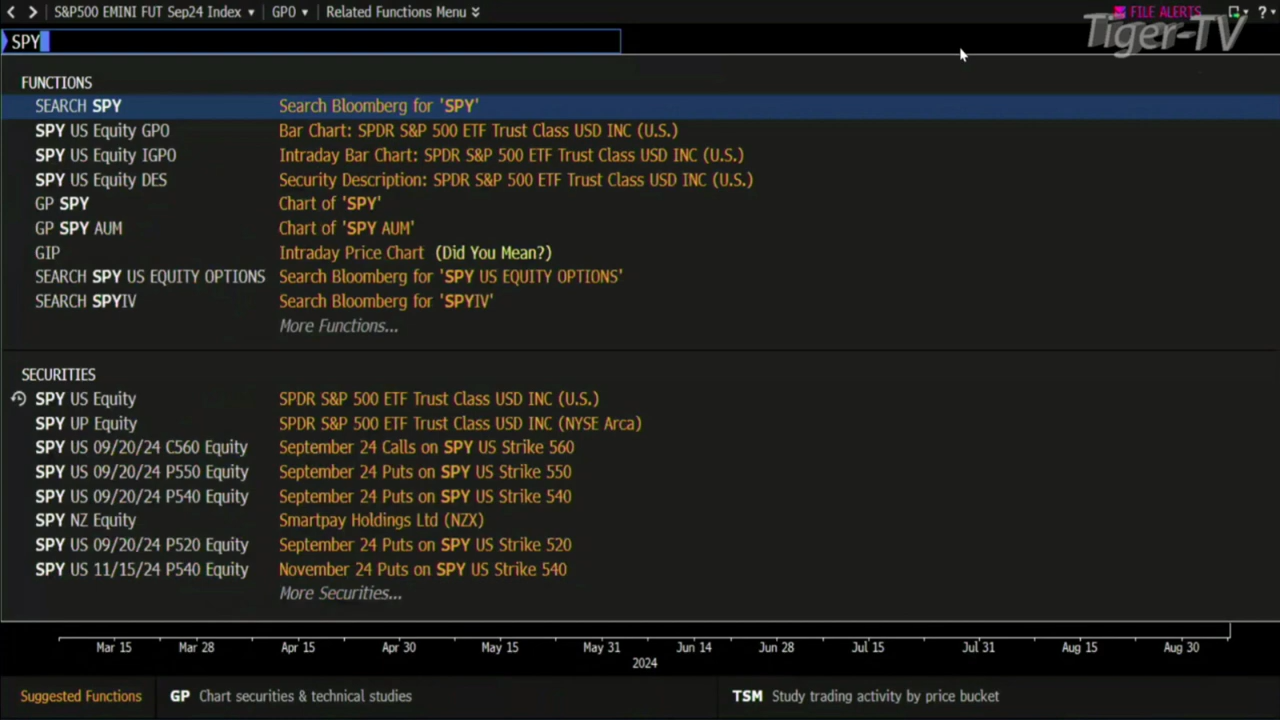 S&P500 EMINI FUT Sep24 Index GPO Related Functions Menu FILE ALERTS ?
Tiger-TV
SPY
FUNCTIONS
SEARCH SPY Search Bloomberg for 'SPY'
SPY US Equity GPO Bar Chart: SPDR S&P 500 ETF Trust Class USD INC (U.S.)
SPY US Equity IGPO Intraday Bar Chart: SPDR S&P 500 ETF Trust Class USD INC (U.S.)
SPY US Equity DES Security Description: SPDR S&P 500 ETF Trust Class USD INC (U.S.)
GP SPY Chart of 'SPY'
GP SPY AUM Chart of 'SPY AUM'
GIP Intraday Price Chart (Did You Mean?)
SEARCH SPY US EQUITY OPTIONS Search Bloomberg for 'SPY US EQUITY OPTIONS'
SEARCH SPYIV Search Bloomberg for 'SPYIV'
More Functions...
SECURITIES
SPY US Equity SPDR S&P 500 ETF Trust Class USD INC (U.S.)
SPY UP Equity SPDR S&P 500 ETF Trust Class USD INC (NYSE Arca)
SPY US 09/20/24 C560 Equity September 24 Calls on SPY US Strike 560
SPY US 09/20/24 P550 Equity September 24 Puts on SPY US Strike 550
SPY US 09/20/24 P540 Equity September 24 Puts on SPY US Strike 540
SPY NZ Equity Smartpay Holdings Ltd (NZX)
SPY US 09/20/24 P520 Equity September 24 Puts on SPY US Strike 520
SPY US 11/15/24 P540 Equity November 24 Puts on SPY US Strike 540
More Securities...
Mar 15 Mar 28 Apr 15 Apr 30 May 15 May 31 Jun 14 Jun 28 Jul 15 Jul 31 Aug 15 Aug 30
2024
Suggested Functions GP Chart securities & technical studies TSM Study trading activity by price bucket